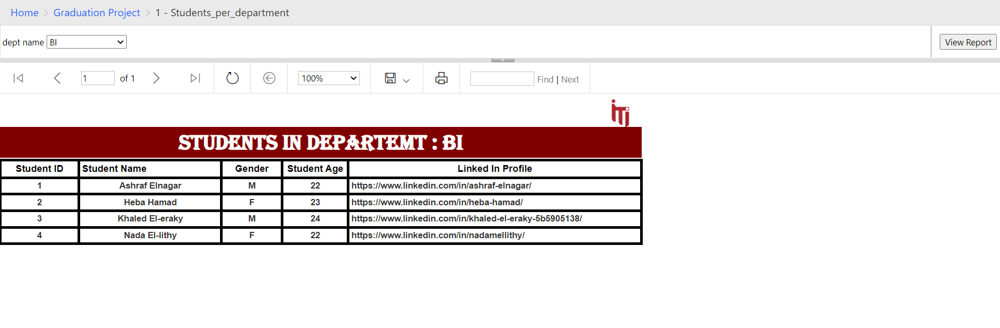 Home > Graduation Project > 1 - Students_per_department
dept name BI
View Report
1 of 1
100%
Find | Next
iTi
STUDENTS IN DEPARTEMT : BI
Student ID Student Name Gender Student Age Linked In Profile
1 Ashraf Elnagar M 22 https://www.linkedin.com/in/ashraf-elnagar/
2 Heba Hamad F 23 https://www.linkedin.com/in/heba-hamad/
3 Khaled El-eraky M 24 https://www.linkedin.com/in/khaled-el-eraky-5b5905138/
4 Nada El-lithy F 22 https://www.linkedin.com/in/nadamellithy/